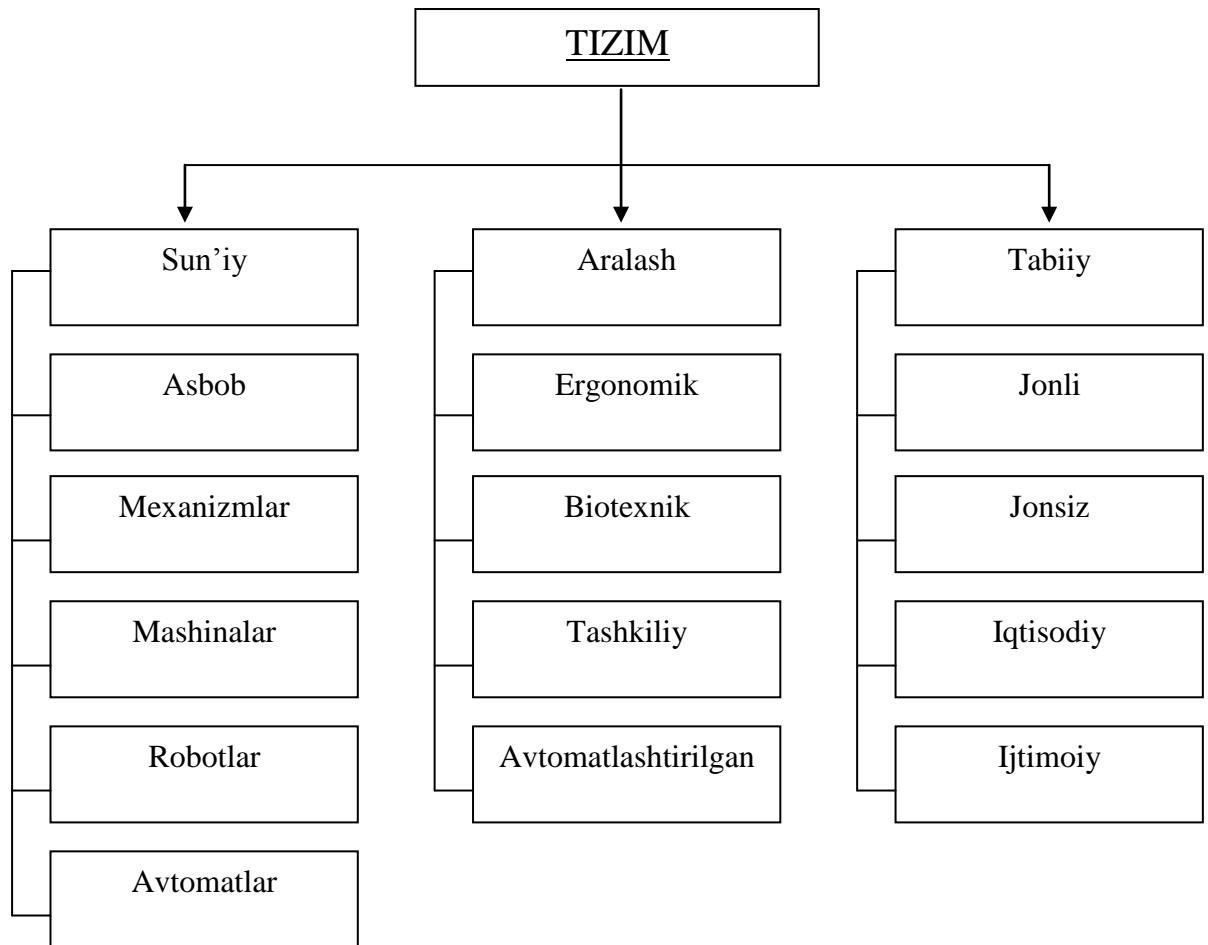 TIZIM
Sun’iy
Asbob
Mexanizmlar
Mashinalar
Robotlar
Avtomatlar
Aralash
Ergonomik
Biotexnik
Tashkiliy
Avtomatlashtirilgan
Tabiiy
Jonli
Jonsiz
Iqtisodiy
Ijtimoiy